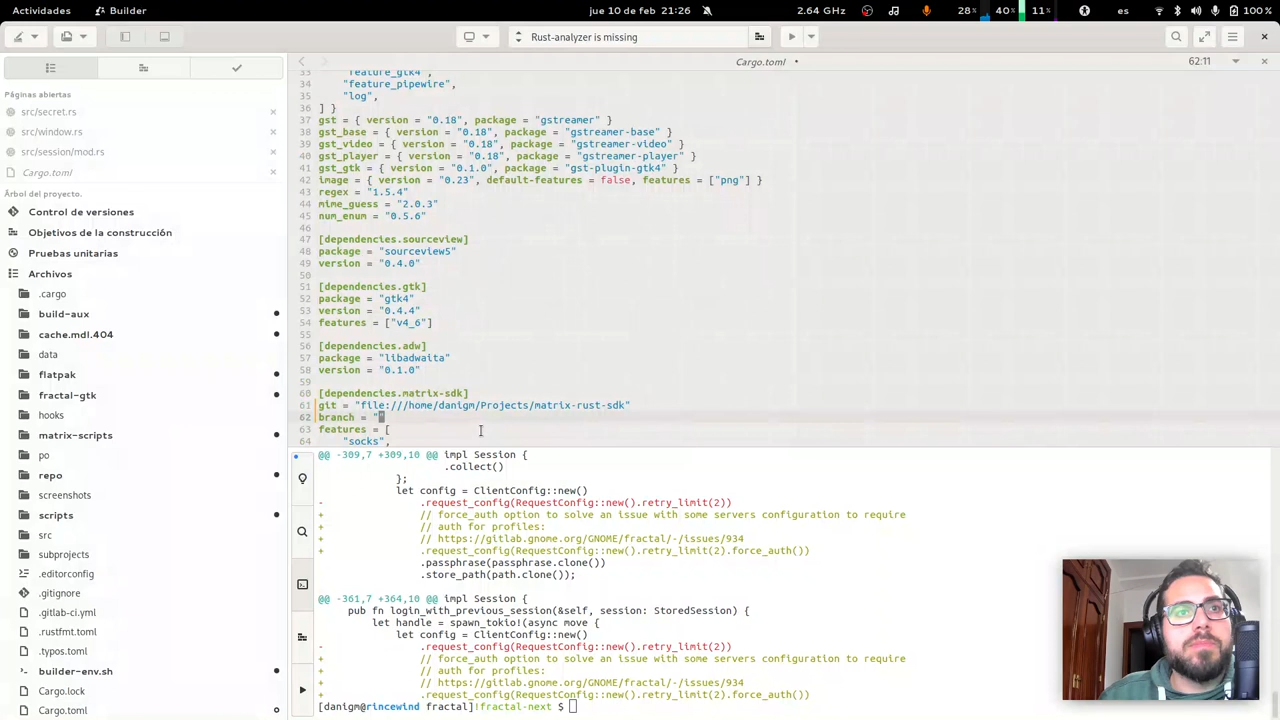 Actividades Builder jue 10 de feb 21:26 2.64 GHz 28% 40% 11% es 100%
Rust-analyzer is missing
Cargo.toml • 62:11
Páginas abiertas
src/secret.rs
src/window.rs
src/session/mod.rs
Cargo.toml
Árbol del proyecto.
Control de versiones
Objetivos de la construcción
Pruebas unitarias
Archivos
.cargo
build-aux
cache.mdl.404
data
flatpak
fractal-gtk
hooks
matrix-scripts
po
repo
screenshots
scripts
src
subprojects
.editorconfig
.gitignore
.gitlab-ci.yml
.rustfmt.toml
.typos.toml
builder-env.sh
Cargo.lock
Cargo.toml
33 "feature_gtk4",
34 "feature_pipewire",
35 "log",
36 ] }
37 gst = { version = "0.18", package = "gstreamer" }
38 gst_base = { version = "0.18", package = "gstreamer-base" }
39 gst_video = { version = "0.18", package = "gstreamer-video" }
40 gst_player = { version = "0.18", package = "gstreamer-player" }
41 gst_gtk = { version = "0.1.0", package = "gst-plugin-gtk4" }
42 image = { version = "0.23", default-features = false, features = ["png"] }
43 regex = "1.5.4"
44 mime_guess = "2.0.3"
45 num_enum = "0.5.6"
46
47 [dependencies.sourceview]
48 package = "sourceview5"
49 version = "0.4.0"
50
51 [dependencies.gtk]
52 package = "gtk4"
53 version = "0.4.4"
54 features = ["v4_6"]
55
56 [dependencies.adw]
57 package = "libadwaita"
58 version = "0.1.0"
59
60 [dependencies.matrix-sdk]
61 git = "file:///home/danigm/Projects/matrix-rust-sdk"
62 branch = ""
63 features = [
64 "socks",
@@ -309,7 +309,10 @@ impl Session {
.collect()
};
let config = ClientConfig::new()
- .request_config(RequestConfig::new().retry_limit(2))
+ // force_auth option to solve an issue with some servers configuration to require
+ // auth for profiles:
+ // https://gitlab.gnome.org/GNOME/fractal/-/issues/934
+ .request_config(RequestConfig::new().retry_limit(2).force_auth())
.passphrase(passphrase.clone())
.store_path(path.clone());
@@ -361,7 +364,10 @@ impl Session {
pub fn login_with_previous_session(&self, session: StoredSession) {
let handle = spawn_tokio!(async move {
let config = ClientConfig::new()
- .request_config(RequestConfig::new().retry_limit(2))
+ // force_auth option to solve an issue with some servers configuration to require
+ // auth for profiles:
+ // https://gitlab.gnome.org/GNOME/fractal/-/issues/934
+ .request_config(RequestConfig::new().retry_limit(2).force_auth())
[danigm@rincewind fractal]!fractal-next $